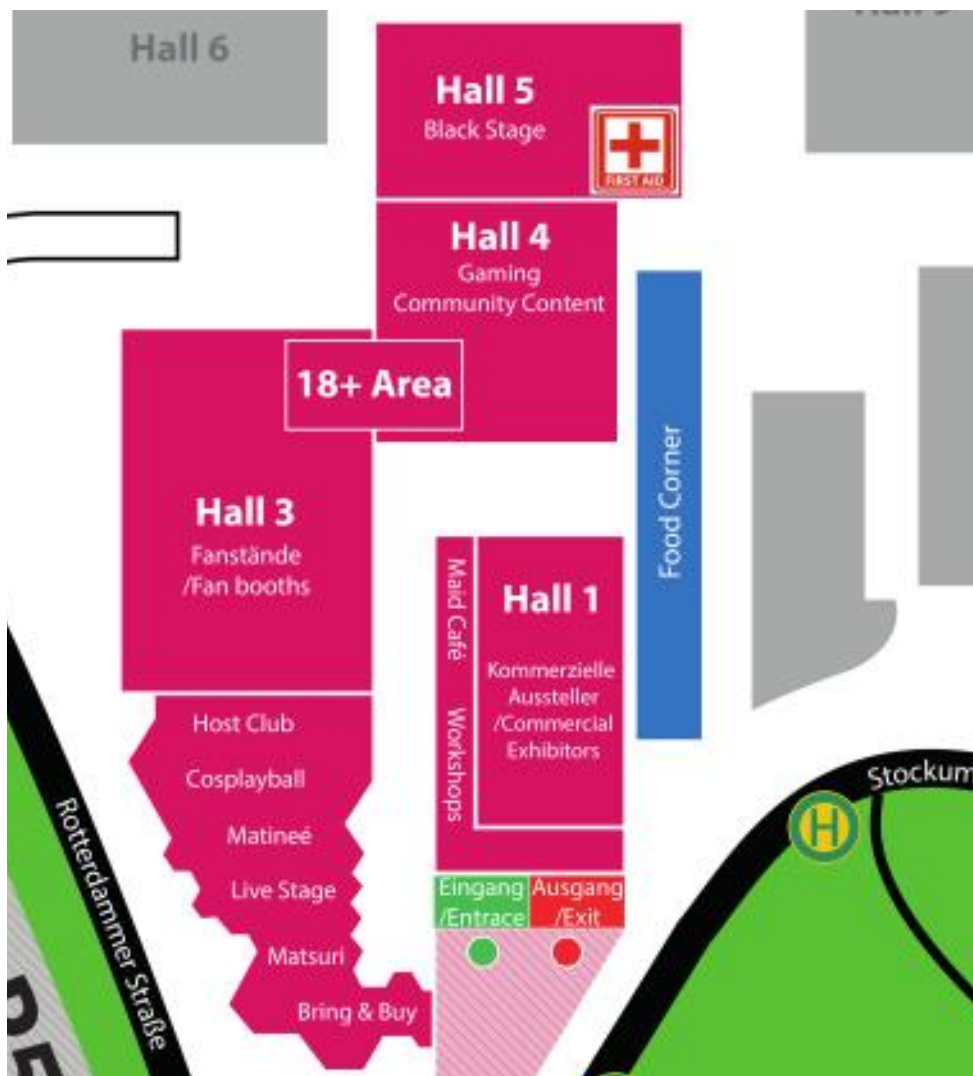 Hall 6
Hall 5
Black Stage
FIRST AID
Hall 4
Gaming
Community Content
18+ Area
Hall 3
Fanstände
/Fan booths
Food Corner
Maid Café
Workshops
Hall 1
Kommerzielle
Aussteller
/Commercial
Exhibitors
Host Club
Cosplayball
Matineé
Live Stage
Matsuri
Bring & Buy
Eingang
/Entrace
Ausgang
/Exit
Rotterdammer Straße
Stockum
H